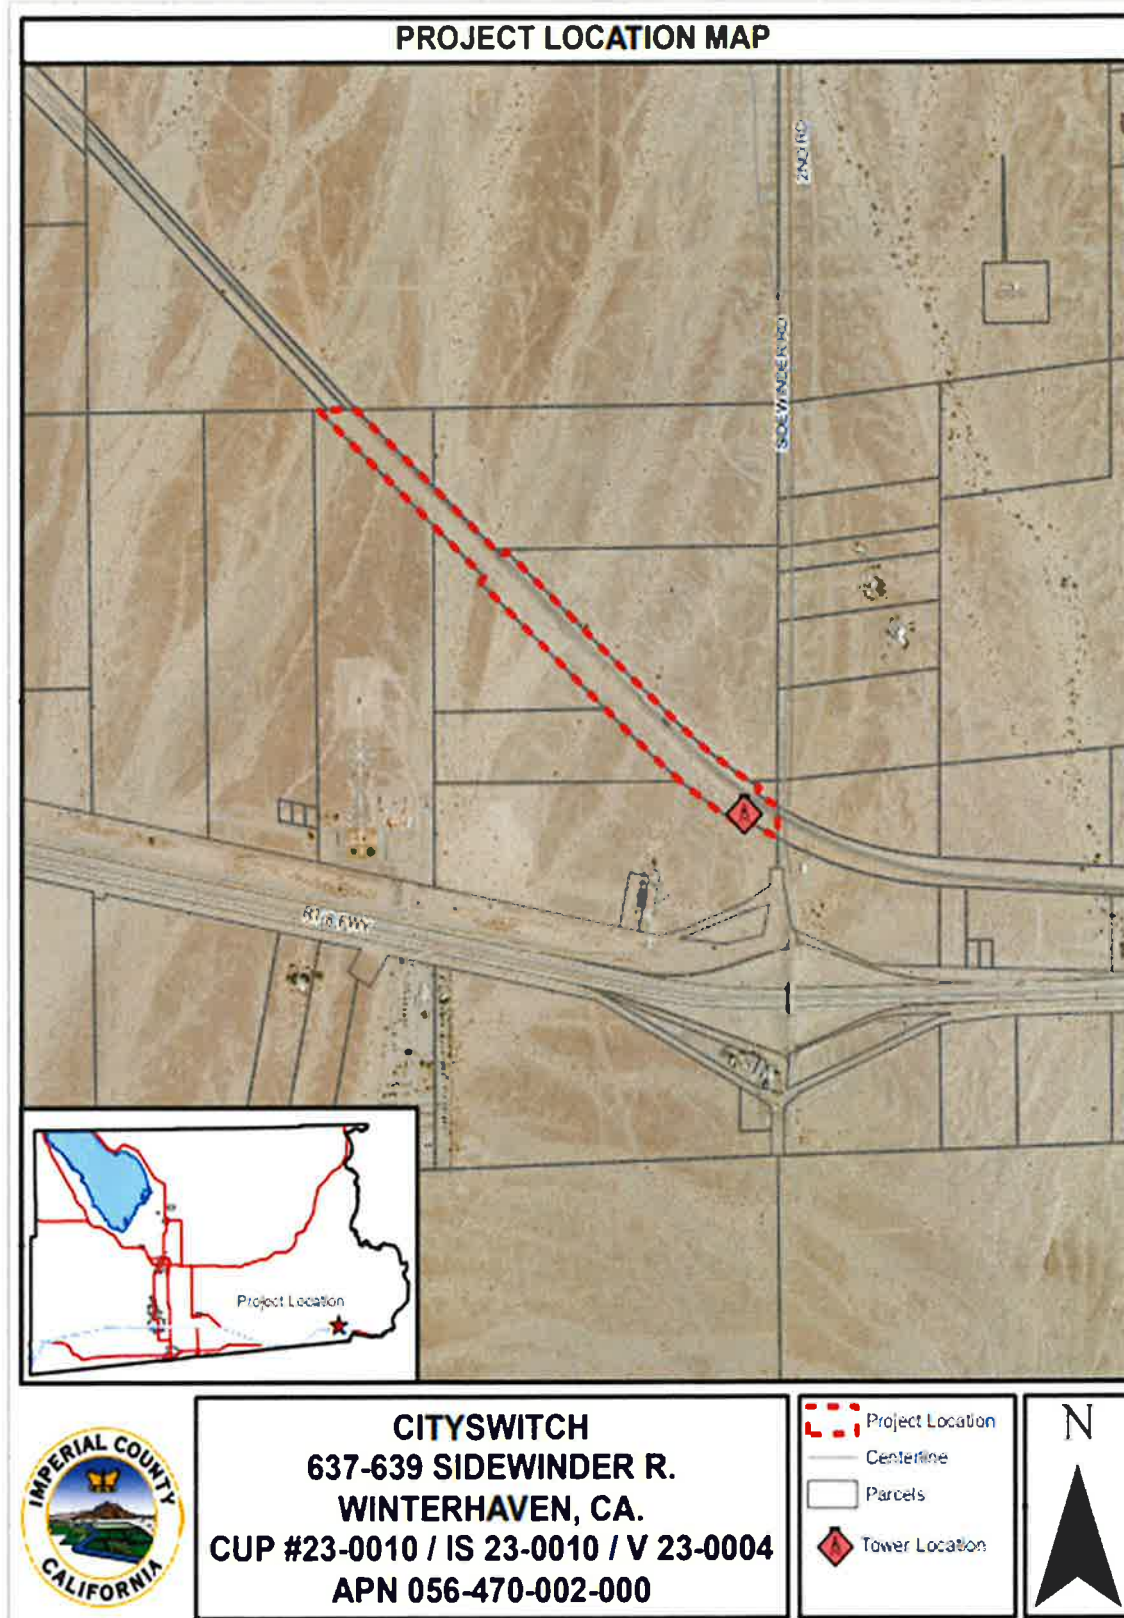 PROJECT LOCATION MAP
2ND RD
SIDEWINDER RD
FWY
Project Location
IMPERIAL COUNTY
CALIFORNIA
CITYSWITCH
637-639 SIDEWINDER R.
WINTERHAVEN, CA.
CUP #23-0010 / IS 23-0010 / V 23-0004
APN 056-470-002-000
Project Location
Centerline
Parcels
Tower Location
N